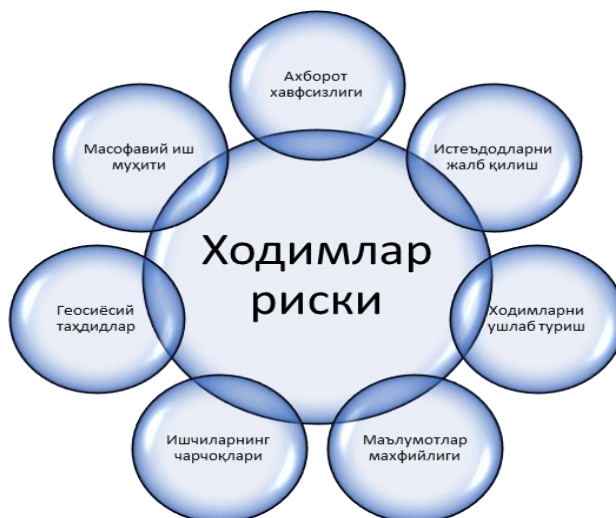 Ахборот
хавфсизлиги
Истеъдодларни
жалб қилиш
Ходимларни
ушлаб туриш
Маълумотлар
махфийлиги
Ишчиларнинг
чарчоқлари
Геосиёсий
таҳдидлар
Масофавий иш
муҳити
Ходимлар
риски